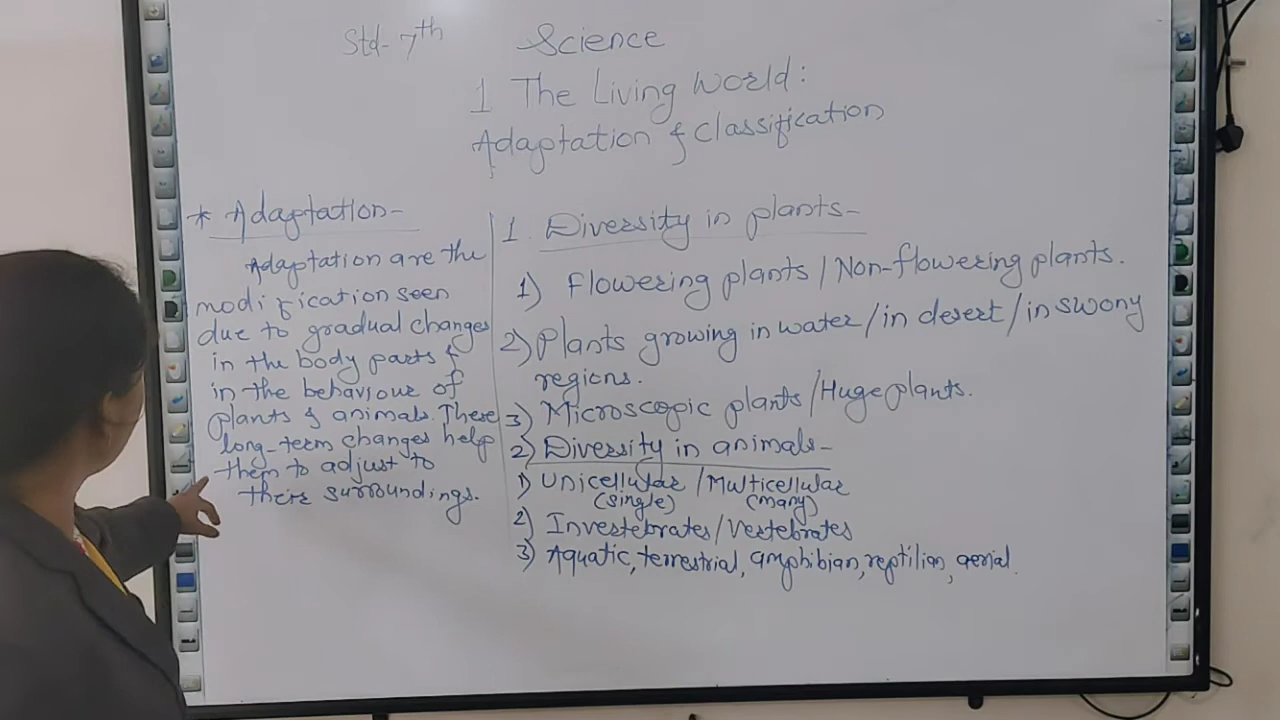 Std- 7th
Science
1 The Living World:
Adaptation & Classification
* Adaptation-
Adaptation are the
modification seen
due to gradual changes
in the body parts &
in the behaviour of
plants & animals. These
long-term changes help
them to adjust to
their surroundings.
1. Diversity in plants-
1) Flowering plants / Non-flowering plants.
2) Plants growing in water/in desert/in swony
regions.
3) Microscopic plants/Huge plants.
2) Diversity in animals-
1) Unicellular / Multicellular
(single) (many)
2) Invertebrates/Vertebrates
3) Aquatic, terrestrial, amphibian, reptilian, aerial.